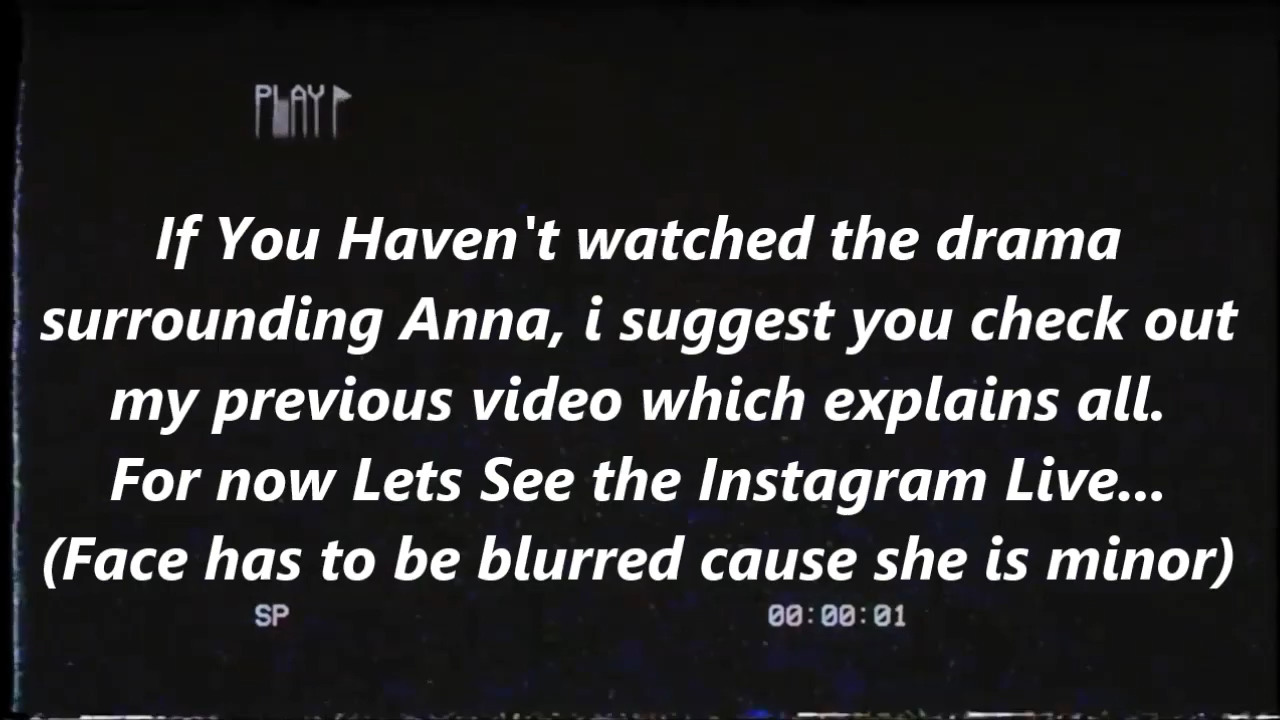 PLAY
If You Haven't watched the drama
surrounding Anna, i suggest you check out
my previous video which explains all.
For now Lets See the Instagram Live...
(Face has to be blurred cause she is minor)
SP 00:00:01